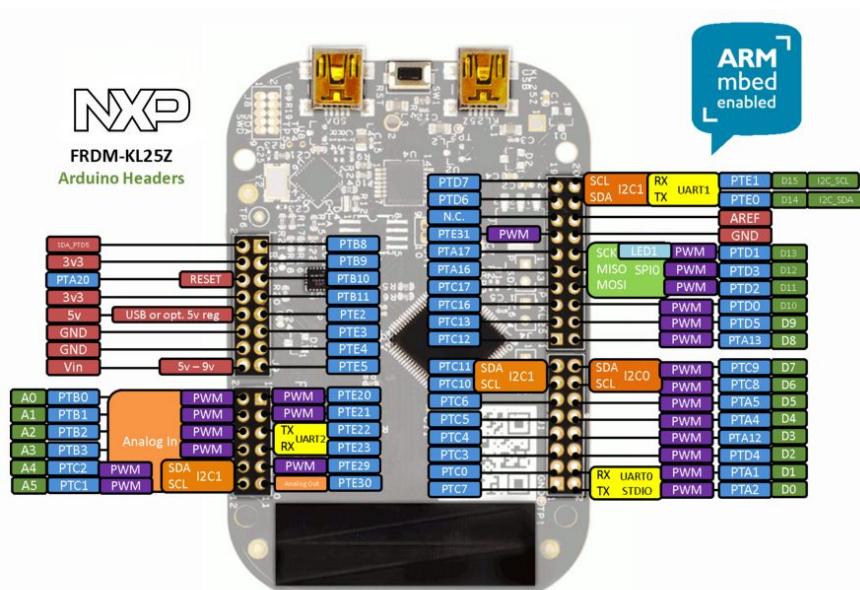 NXP
FRDM-KL25Z
Arduino Headers
ARM
mbed
enabled
PTD7 SCL SDA I2C1 RX TX UART1 PTE1 D15 I2C_SCL
PTD6 PTE0 D14 I2C_SDA
N.C. AREF
PTE31 PWM GND
PTA17 SCK LED1 PWM PTD1 D13
PTA16 MISO SPI0 PWM PTD3 D12
PTC17 MOSI PWM PTD2 D11
PTC16 PWM PTD0 D10
PTC13 PWM PTD5 D9
PTC12 PWM PTA13 D8
SDA_PTD5 PTB8
3v3 PTB9
PTA20 RESET PTB10
3v3 PTB11
5v USB or opt. 5v reg PTE2
GND PTE3
GND PTE4
Vin 5v – 9v PTE5
PTC11 SDA SCL I2C1 SDA SCL I2C0 PWM PTC9 D7
PTC10 PWM PTC8 D6
PTC6 PWM PTA5 D5
PTC5 PWM PTA4 D4
PTC4 PWM PTA12 D3
PTC3 PWM PTD4 D2
PTC0 RX UART0 PWM PTA1 D1
PTC7 TX STDIO PWM PTA2 D0
A0 PTB0 Analog In PWM PWM PTE20
A1 PTB1 PWM PWM PTE21
A2 PTB2 PWM TX UART2 PTE22
A3 PTB3 PWM RX PTE23
A4 PTC2 PWM SDA I2C1 PWM PTE29
A5 PTC1 PWM SCL Analog Out PTE30